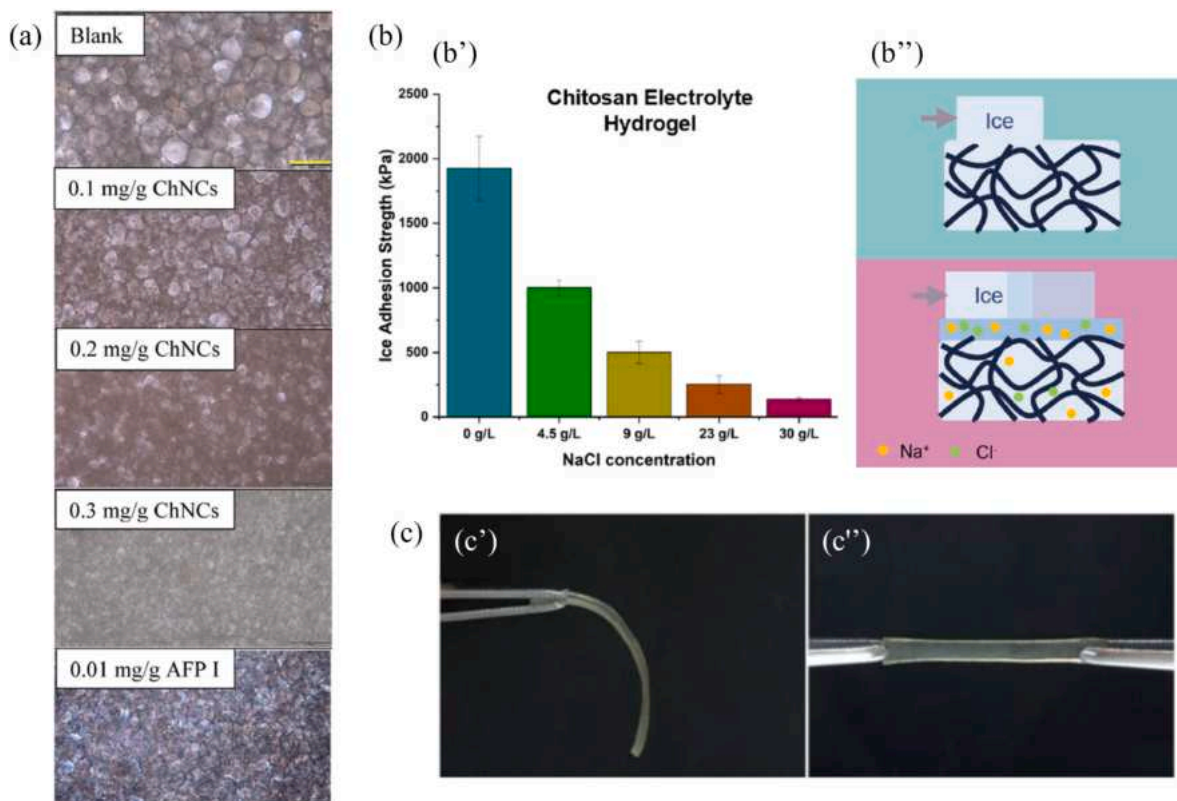 (a)
Blank
0.1 mg/g ChNCs
0.2 mg/g ChNCs
0.3 mg/g ChNCs
0.01 mg/g AFP I
(b)
(b’)
Chitosan Electrolyte
Hydrogel
Ice Adhesion Stregth (kPa)
2500
2000
1500
1000
500
0
0 g/L
4.5 g/L
9 g/L
23 g/L
30 g/L
NaCl concentration
(b’’)
Ice
Ice
Na⁺
Cl⁻
(c)
(c’)
(c’’)